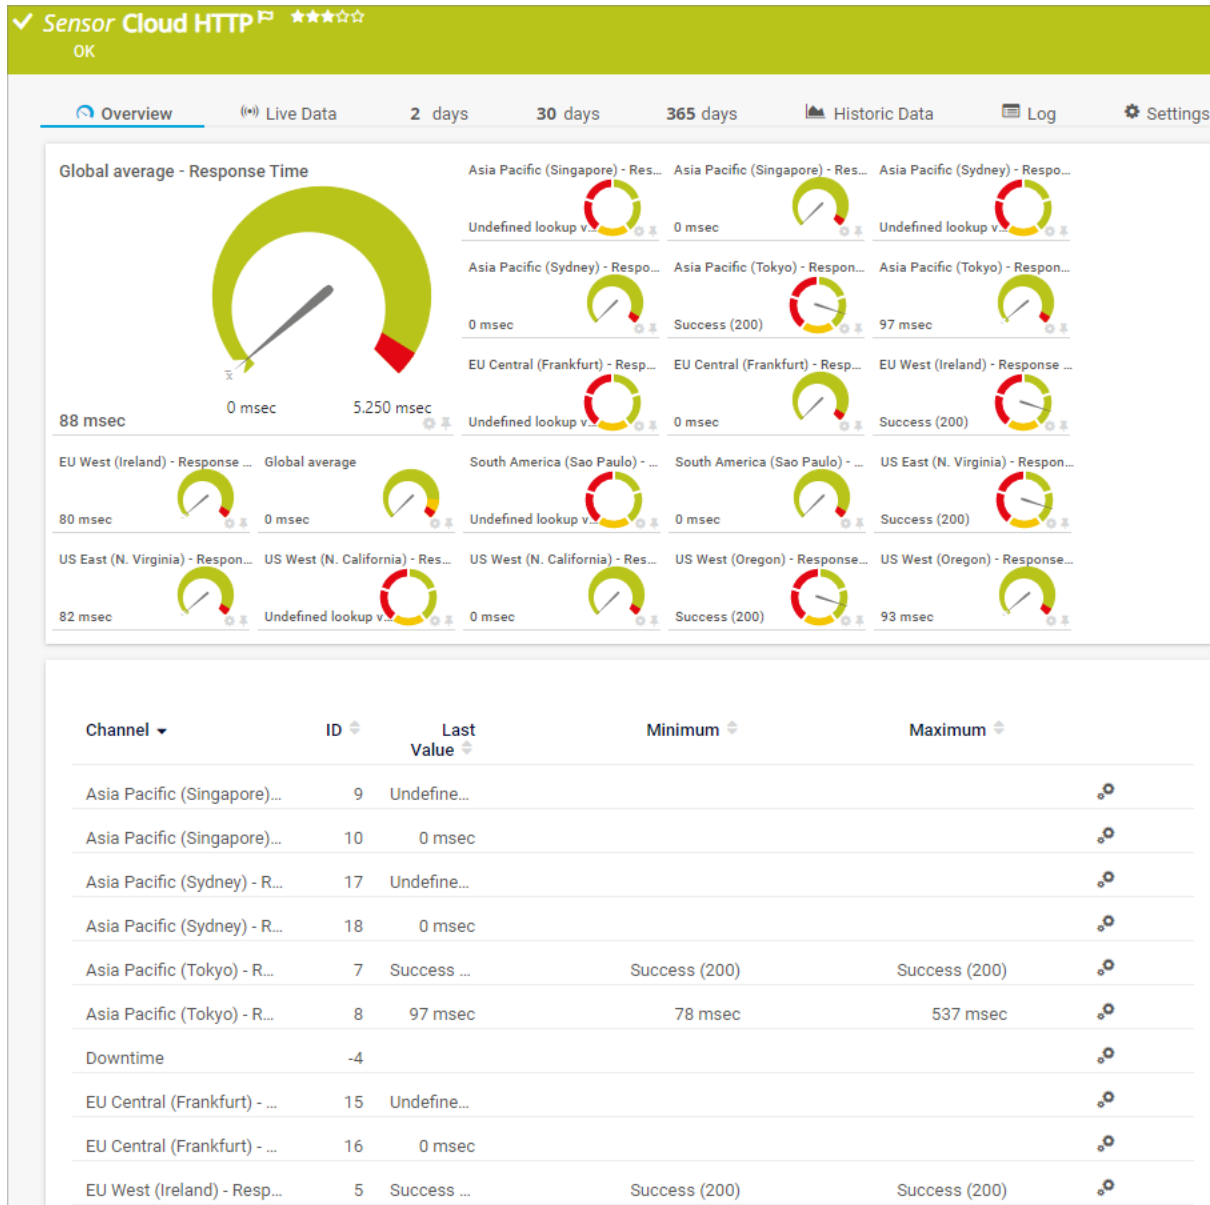 Sensor Cloud HTTP
OK
Overview Live Data 2 days 30 days 365 days Historic Data Log Settings
Global average - Response Time
x
0 msec 5.250 msec
88 msec
Asia Pacific (Singapore) - Res... Asia Pacific (Singapore) - Res... Asia Pacific (Sydney) - Respo...
Undefined lookup v... 0 msec Undefined lookup v...
Asia Pacific (Sydney) - Respo... Asia Pacific (Tokyo) - Respon... Asia Pacific (Tokyo) - Respon...
0 msec Success (200) 97 msec
EU Central (Frankfurt) - Resp... EU Central (Frankfurt) - Resp... EU West (Ireland) - Response ...
Undefined lookup v... 0 msec Success (200)
EU West (Ireland) - Response ... Global average South America (Sao Paulo) - ... South America (Sao Paulo) - ... US East (N. Virginia) - Respon...
80 msec 0 msec Undefined lookup v... 0 msec Success (200)
US East (N. Virginia) - Respon... US West (N. California) - Res... US West (N. California) - Res... US West (Oregon) - Response... US West (Oregon) - Response...
82 msec Undefined lookup v... 0 msec Success (200) 93 msec
Channel ID Last Minimum Maximum
Value
Asia Pacific (Singapore)... 9 Undefine...
Asia Pacific (Singapore)... 10 0 msec
Asia Pacific (Sydney) - R... 17 Undefine...
Asia Pacific (Sydney) - R... 18 0 msec
Asia Pacific (Tokyo) - R... 7 Success ... Success (200) Success (200)
Asia Pacific (Tokyo) - R... 8 97 msec 78 msec 537 msec
Downtime -4
EU Central (Frankfurt) - ... 15 Undefine...
EU Central (Frankfurt) - ... 16 0 msec
EU West (Ireland) - Resp... 5 Success ... Success (200) Success (200)